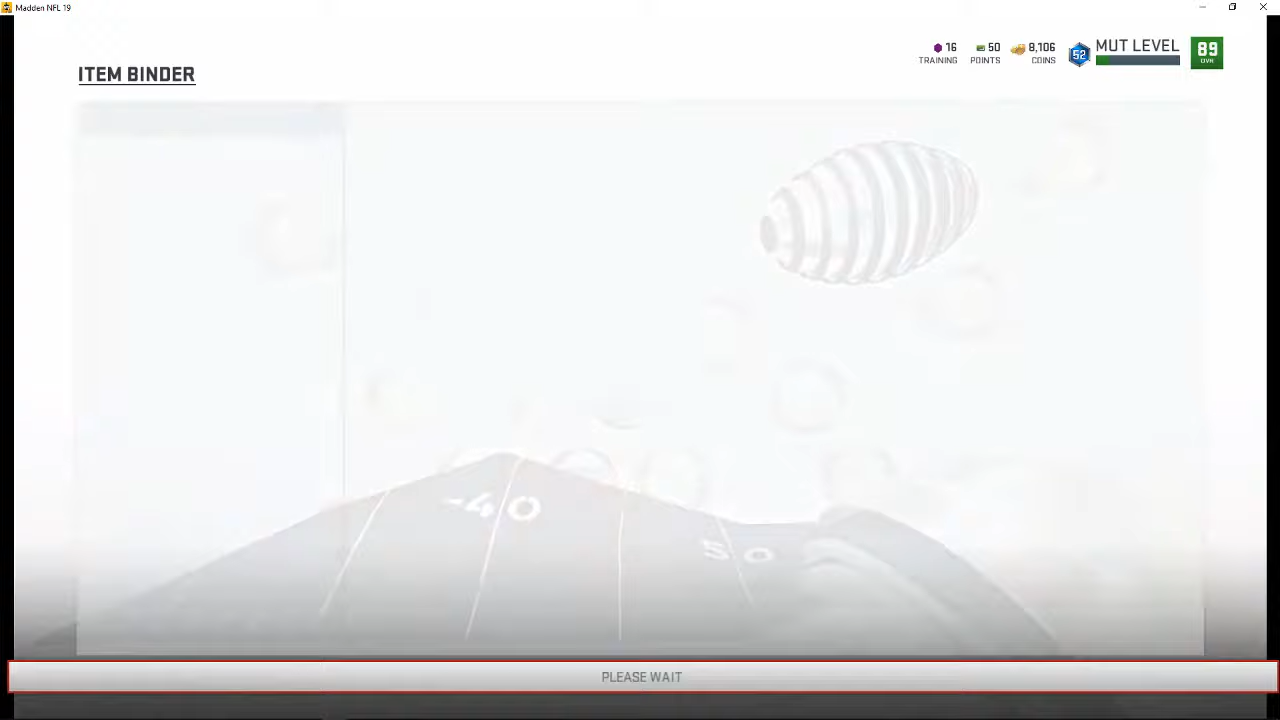 Madden NFL 19
16 50 8,106 MUT LEVEL 89
TRAINING POINTS COINS 52 OVR
ITEM BINDER
-40
50
PLEASE WAIT